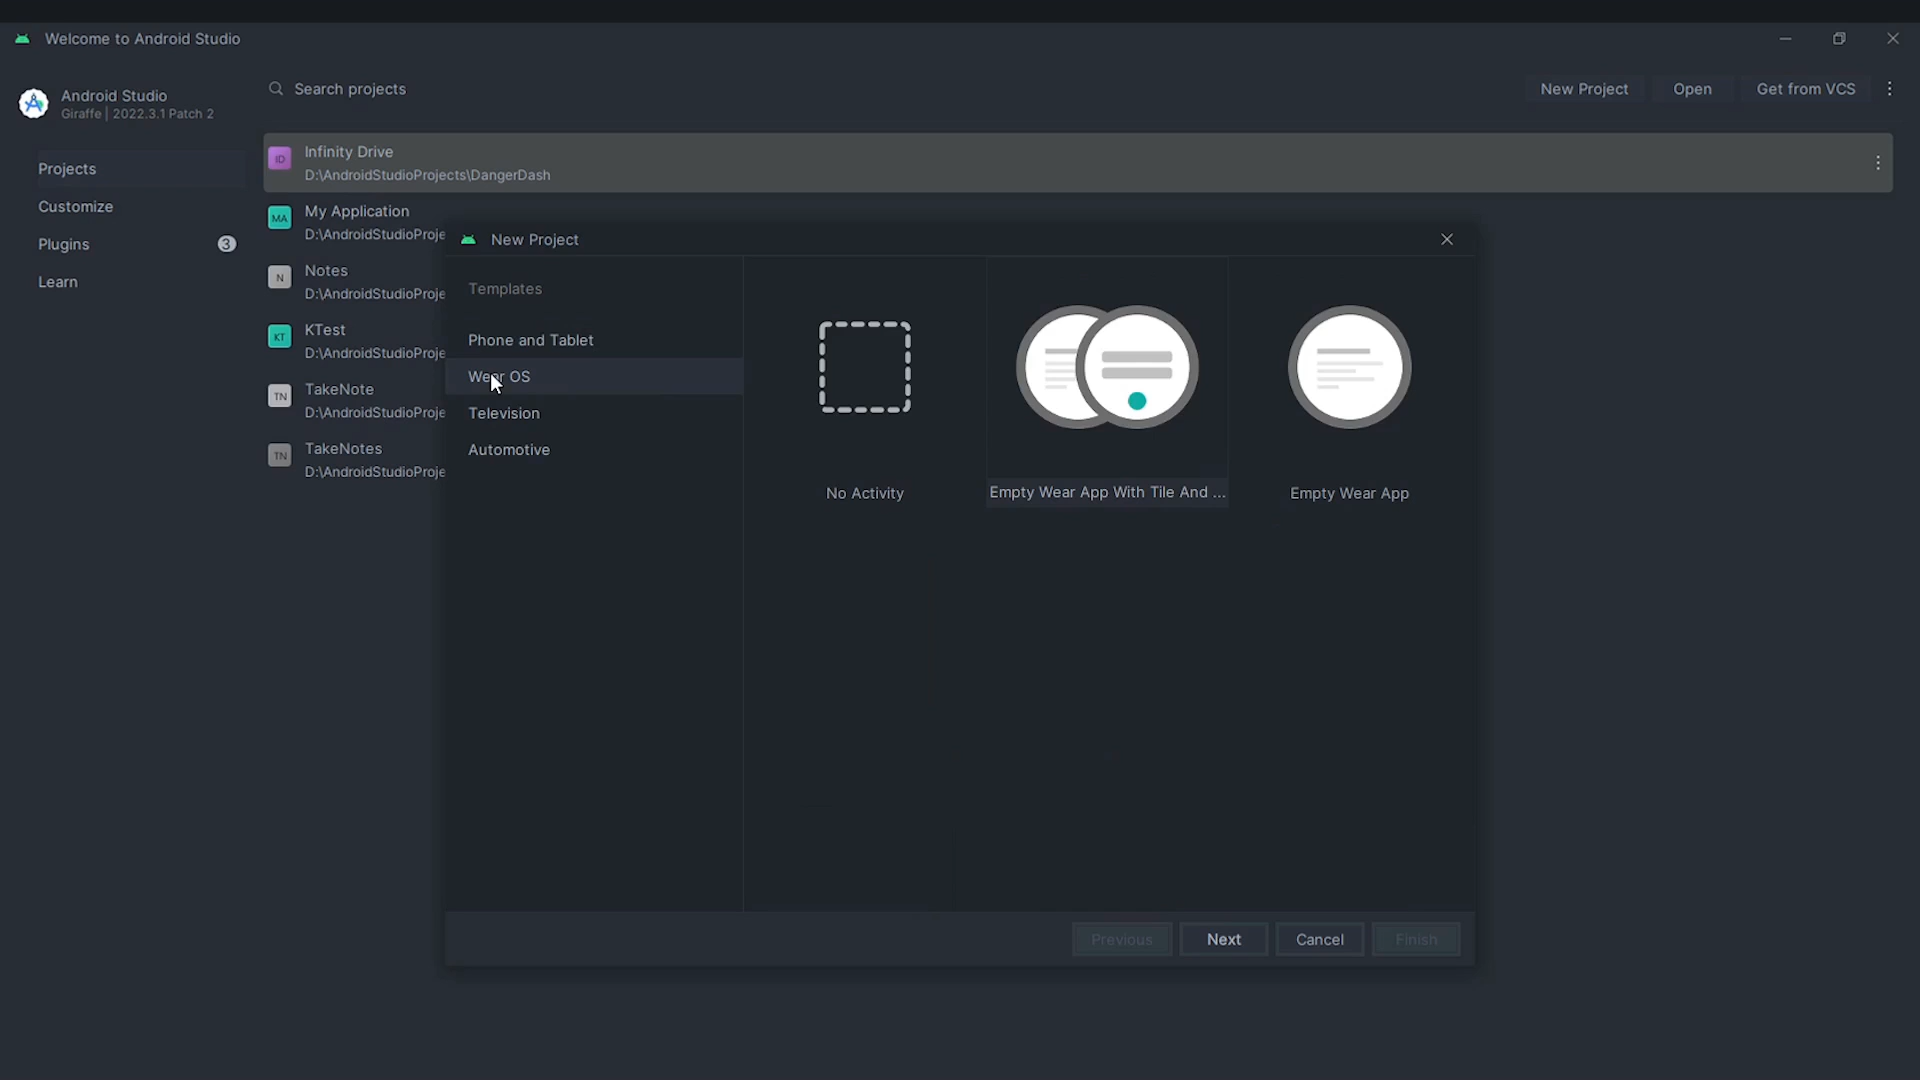 Welcome to Android Studio
Android Studio
Giraffe | 2022.3.1 Patch 2
Search projects
New Project
Open
Get from VCS
Projects
Customize
Plugins
3
Learn
ID
Infinity Drive
D:\AndroidStudioProjects\DangerDash
MA
My Application
D:\AndroidStudioProje
N
Notes
D:\AndroidStudioProje
KT
KTest
D:\AndroidStudioProje
TN
TakeNote
D:\AndroidStudioProje
TN
TakeNotes
D:\AndroidStudioProje
New Project
Templates
Phone and Tablet
Wear OS
Television
Automotive
No Activity
Empty Wear App With Tile And ...
Empty Wear App
Previous
Next
Cancel
Finish